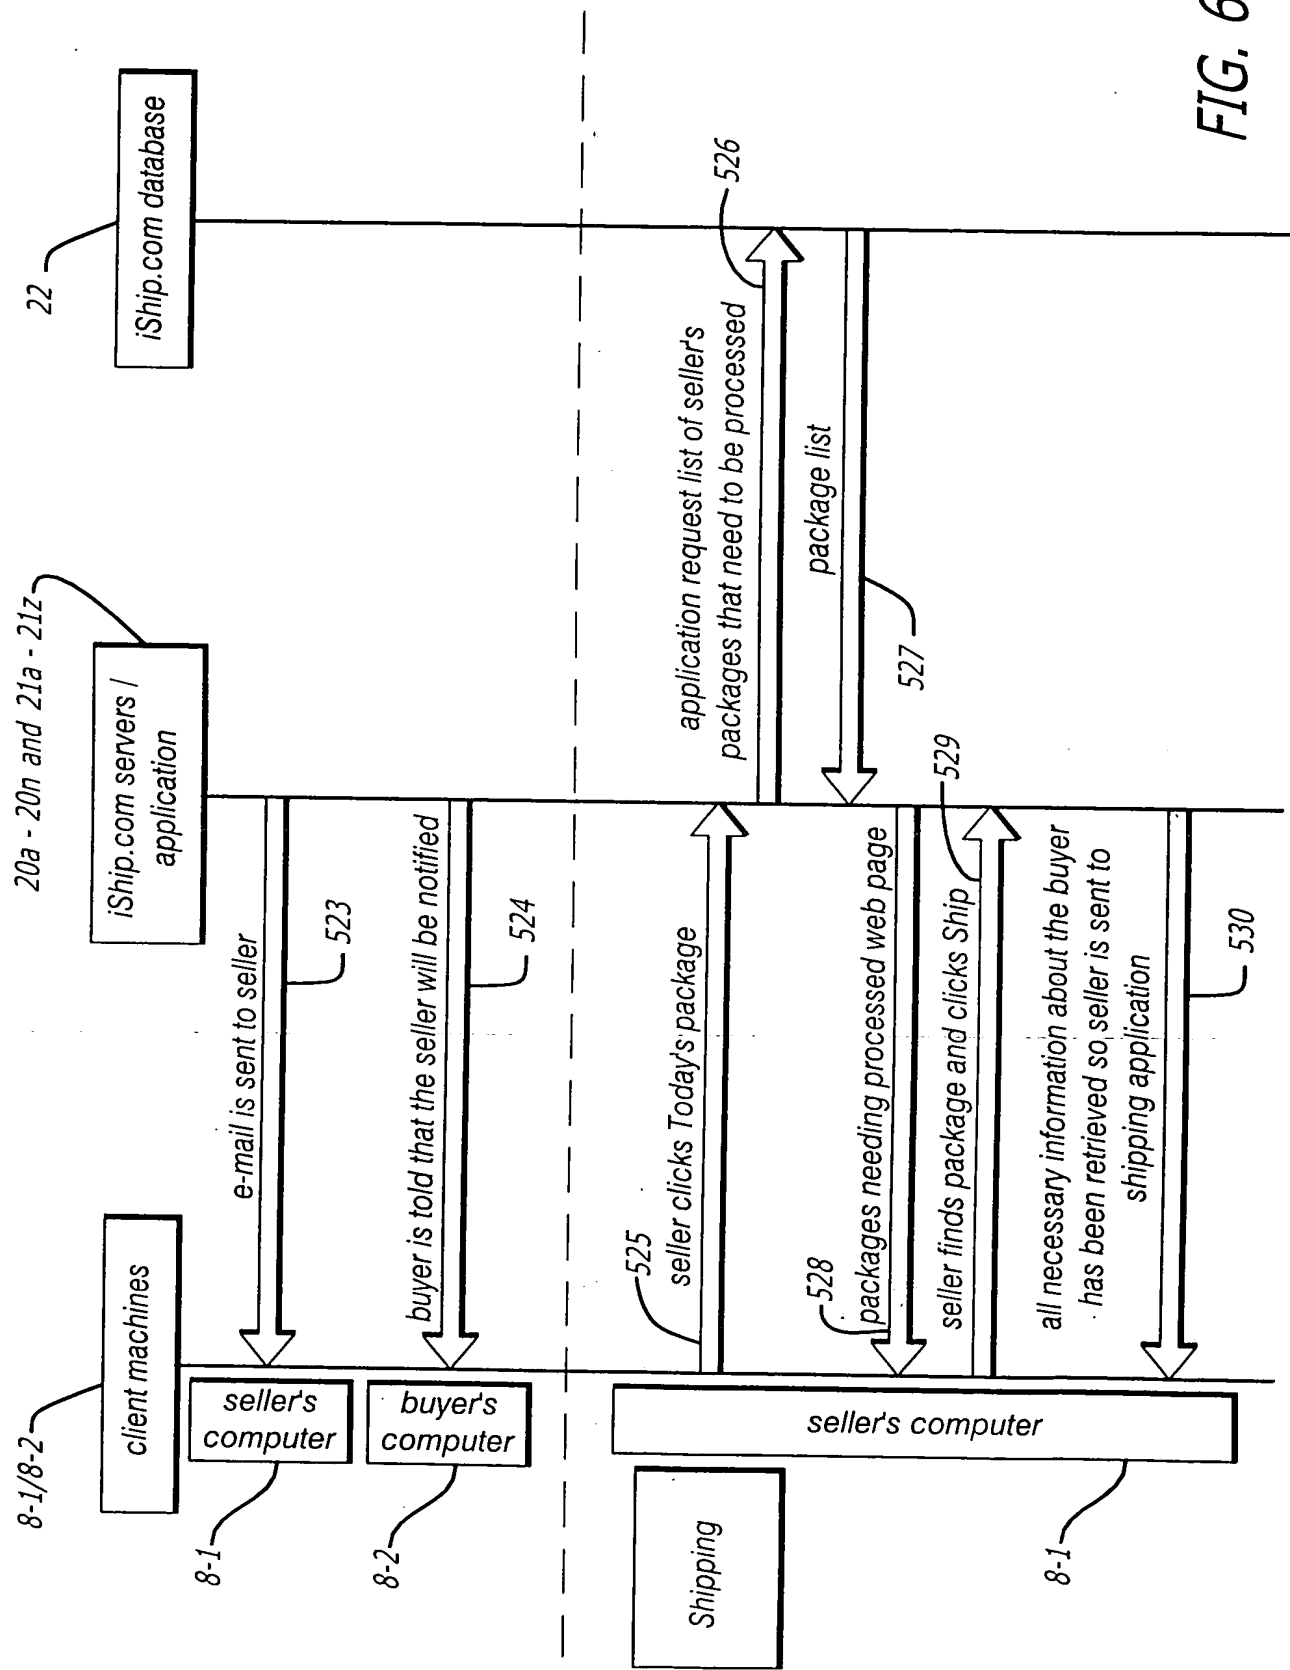 8-1/8-2
client machines
20a - 20n and 21a - 21z
iShip.com servers /
application
22
iShip.com database
8-1
seller's
computer
e-mail is sent to seller
523
8-2
buyer's
computer
buyer is told that the seller will be notified
524
Shipping
525
seller clicks Today's package
application request list of seller's
packages that need to be processed
526
package list
527
528
packages needing processed web page
seller finds package and clicks Ship
529
all necessary information about the buyer
has been retrieved so seller is sent to
shipping application
530
seller's computer
8-1
FIG. 6